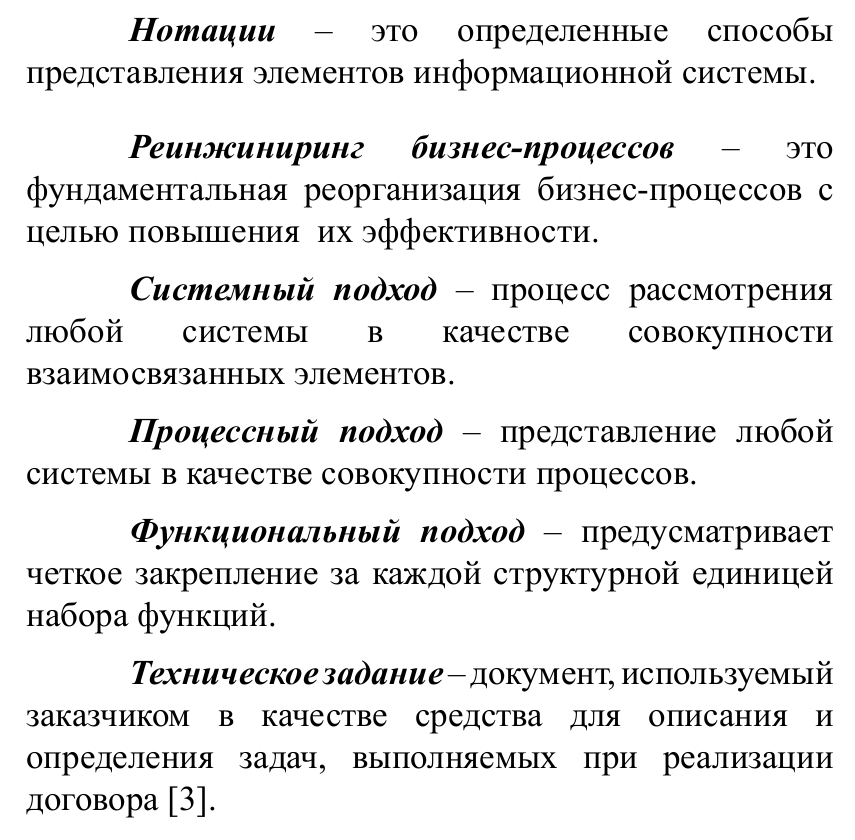 Нотации – это определенные способы
представления элементов информационной системы.
Реинжиниринг бизнес-процессов – это
фундаментальная реорганизация бизнес-процессов с
целью повышения их эффективности.
Системный подход – процесс рассмотрения
любой системы в качестве совокупности
взаимосвязанных элементов.
Процессный подход – представление любой
системы в качестве совокупности процессов.
Функциональный подход – предусматривает
четкое закрепление за каждой структурной единицей
набора функций.
Техническое задание – документ, используемый
заказчиком в качестве средства для описания и
определения задач, выполняемых при реализации
договора [3].